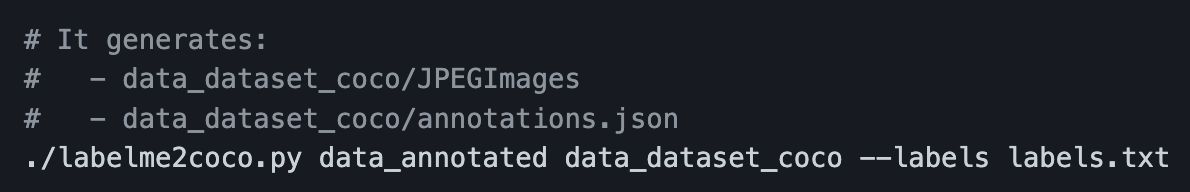 # It generates:
#   - data_dataset_coco/JPEGImages
#   - data_dataset_coco/annotations.json
./labelme2coco.py data_annotated data_dataset_coco --labels labels.txt